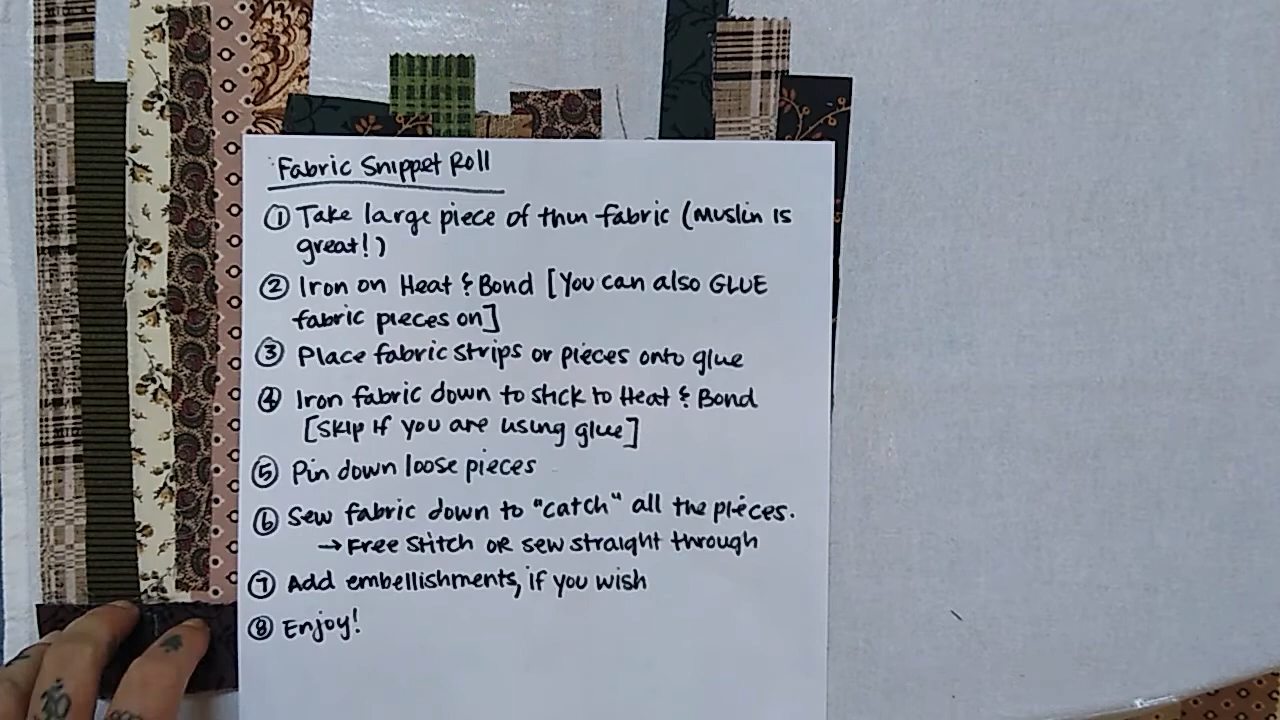 Fabric Snippet Roll
① Take large piece of thin fabric (Muslin is
great!)
② Iron on Heat & Bond [You can also GLUE
fabric pieces on]
③ Place fabric strips or pieces onto glue
④ Iron fabric down to stick to Heat & Bond
[Skip if you are using glue]
⑤ Pin down loose pieces
⑥ Sew fabric down to "catch" all the pieces.
→ Free Stitch or sew straight through
⑦ Add embellishments, if you wish
⑧ Enjoy!